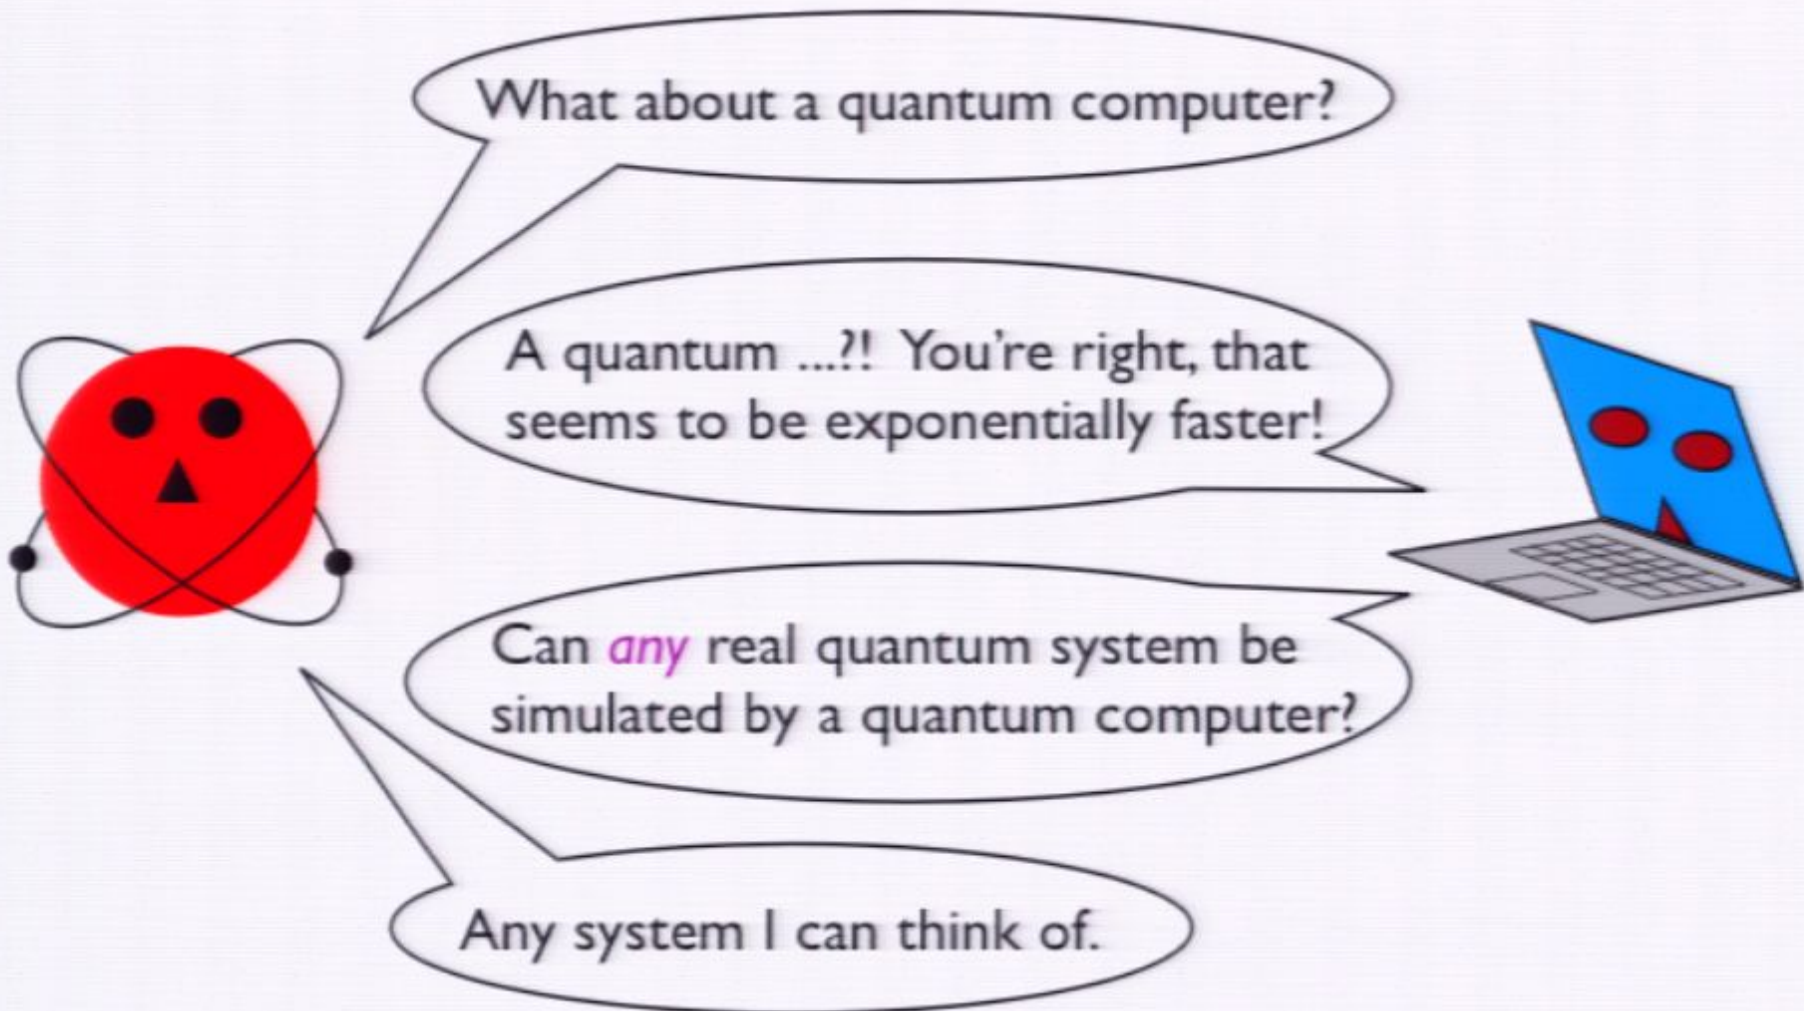 What about a quantum computer?
A quantum ...?! You're right, that
seems to be exponentially faster!
Can any real quantum system be
simulated by a quantum computer?
Any system I can think of.